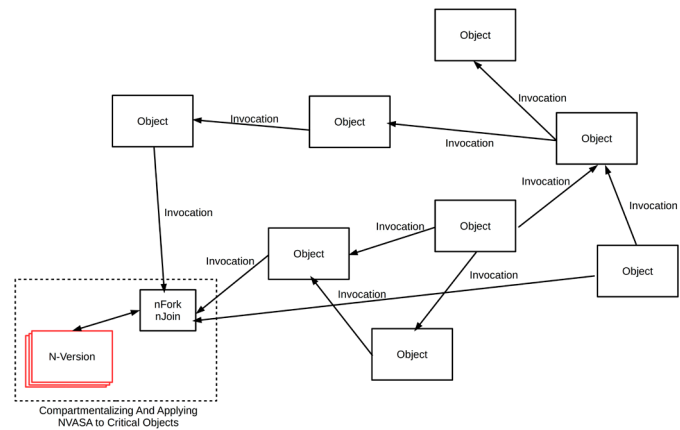 Object
Invocation
Object
Object
Invocation
Invocation
Object
Invocation
Invocation
Invocation
Object
Invocation
Object
Invocation
Invocation
Object
Invocation
nFork
nJoin
N-Version
Object
Compartmentalizing And Applying
NVASA to Critical Objects